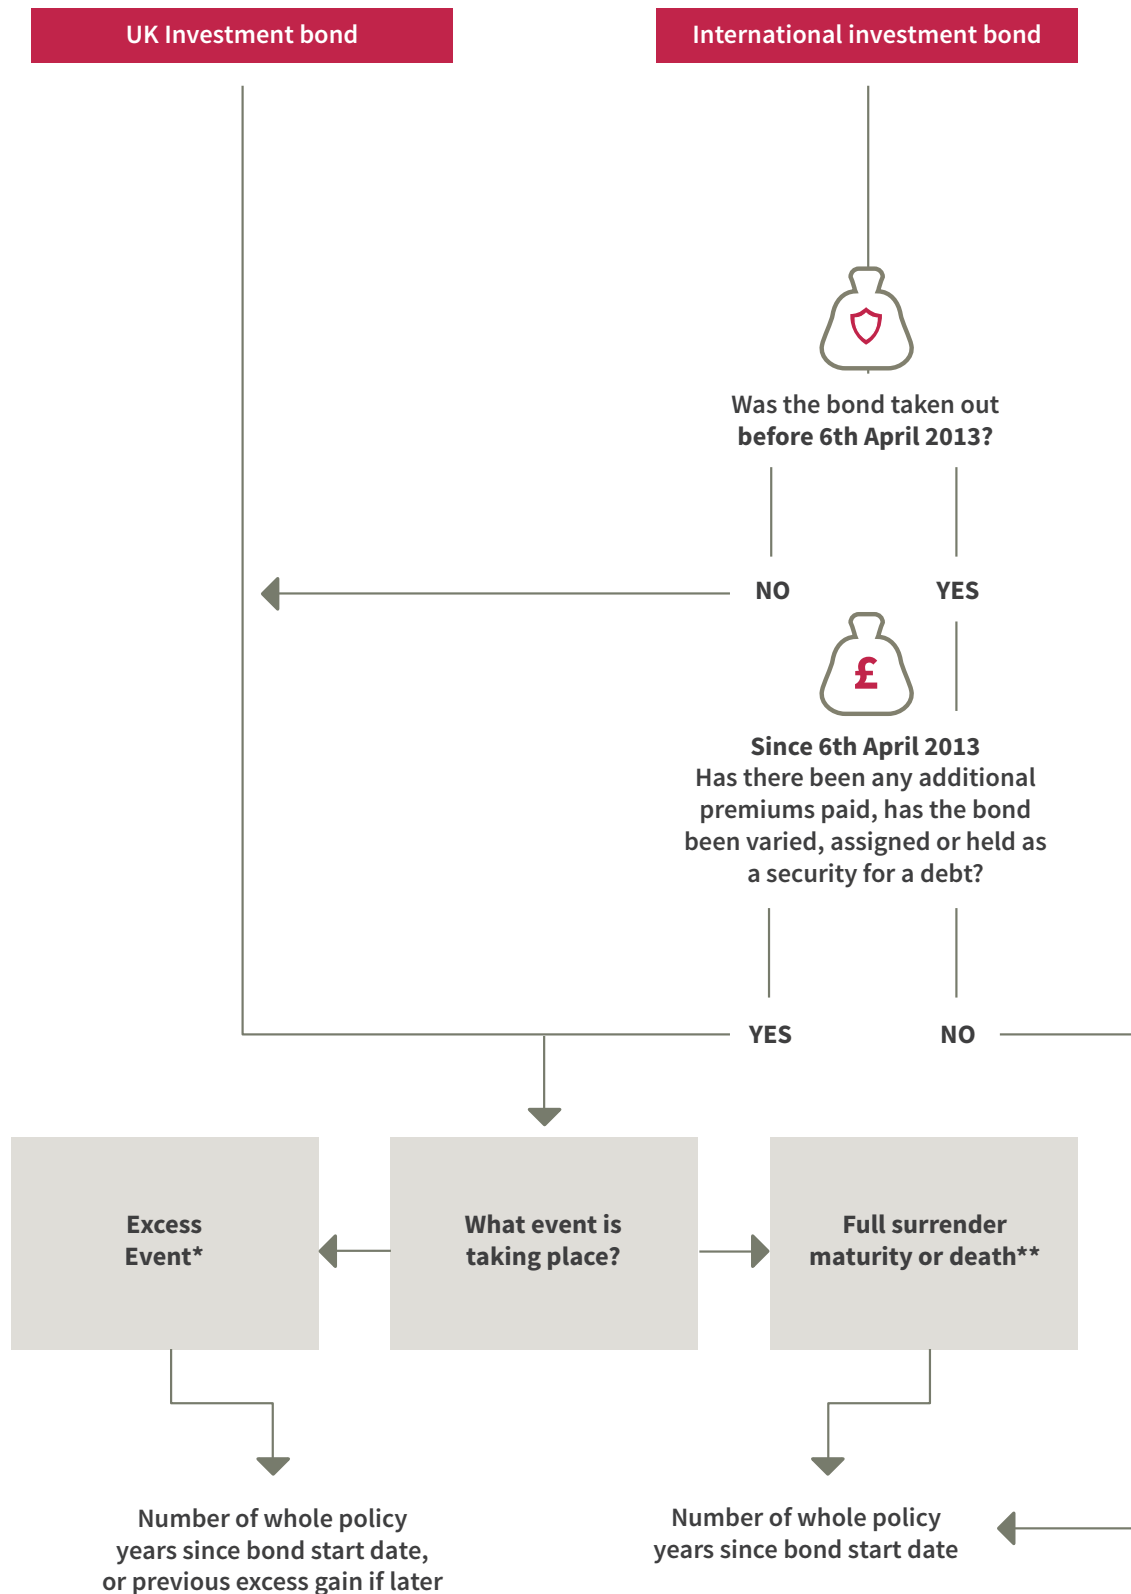 UK Investment bond
International investment bond
Was the bond taken out
before 6th April 2013?
NO
YES
£
Since 6th April 2013
Has there been any additional
premiums paid, has the bond
been varied, assigned or held as
a security for a debt?
YES
NO
Excess
Event*
What event is
taking place?
Full surrender
maturity or death**
Number of whole policy
years since bond start date,
or previous excess gain if later
Number of whole policy
years since bond start date